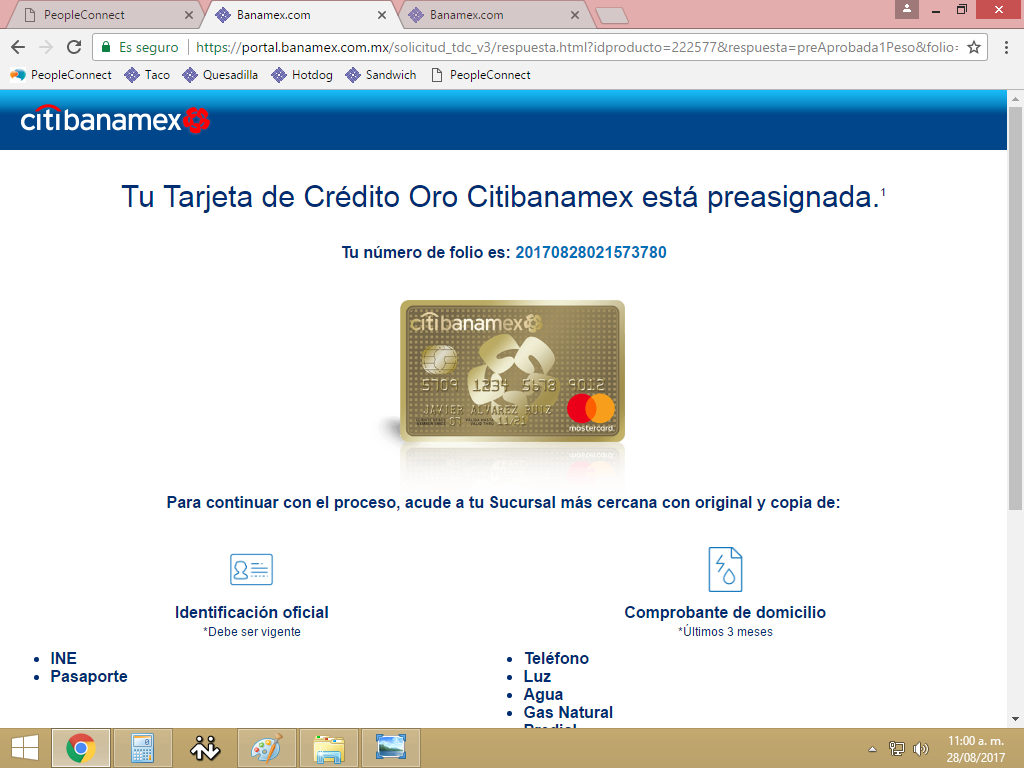 PeopleConnect
Banamex.com
Banamex.com
Es seguro
https://portal.banamex.com.mx/solicitud_tdc_v3/respuesta.html?idproducto=222577&respuesta=preAprobada1Peso&folio=
PeopleConnect
Taco
Quesadilla
Hotdog
Sandwich
PeopleConnect
citibanamex
Tu Tarjeta de Crédito Oro Citibanamex está preasignada.1
Tu número de folio es: 20170828021573780
citibanamex
5709 1234 5678 9012
JAVIER ALVAREZ RUIZ
07 11/21
mastercard
Para continuar con el proceso, acude a tu Sucursal más cercana con original y copia de:
Identificación oficial
*Debe ser vigente
• INE
• Pasaporte
Comprobante de domicilio
*Últimos 3 meses
• Teléfono
• Luz
• Agua
• Gas Natural
• Predial
11:00 a. m.
28/08/2017